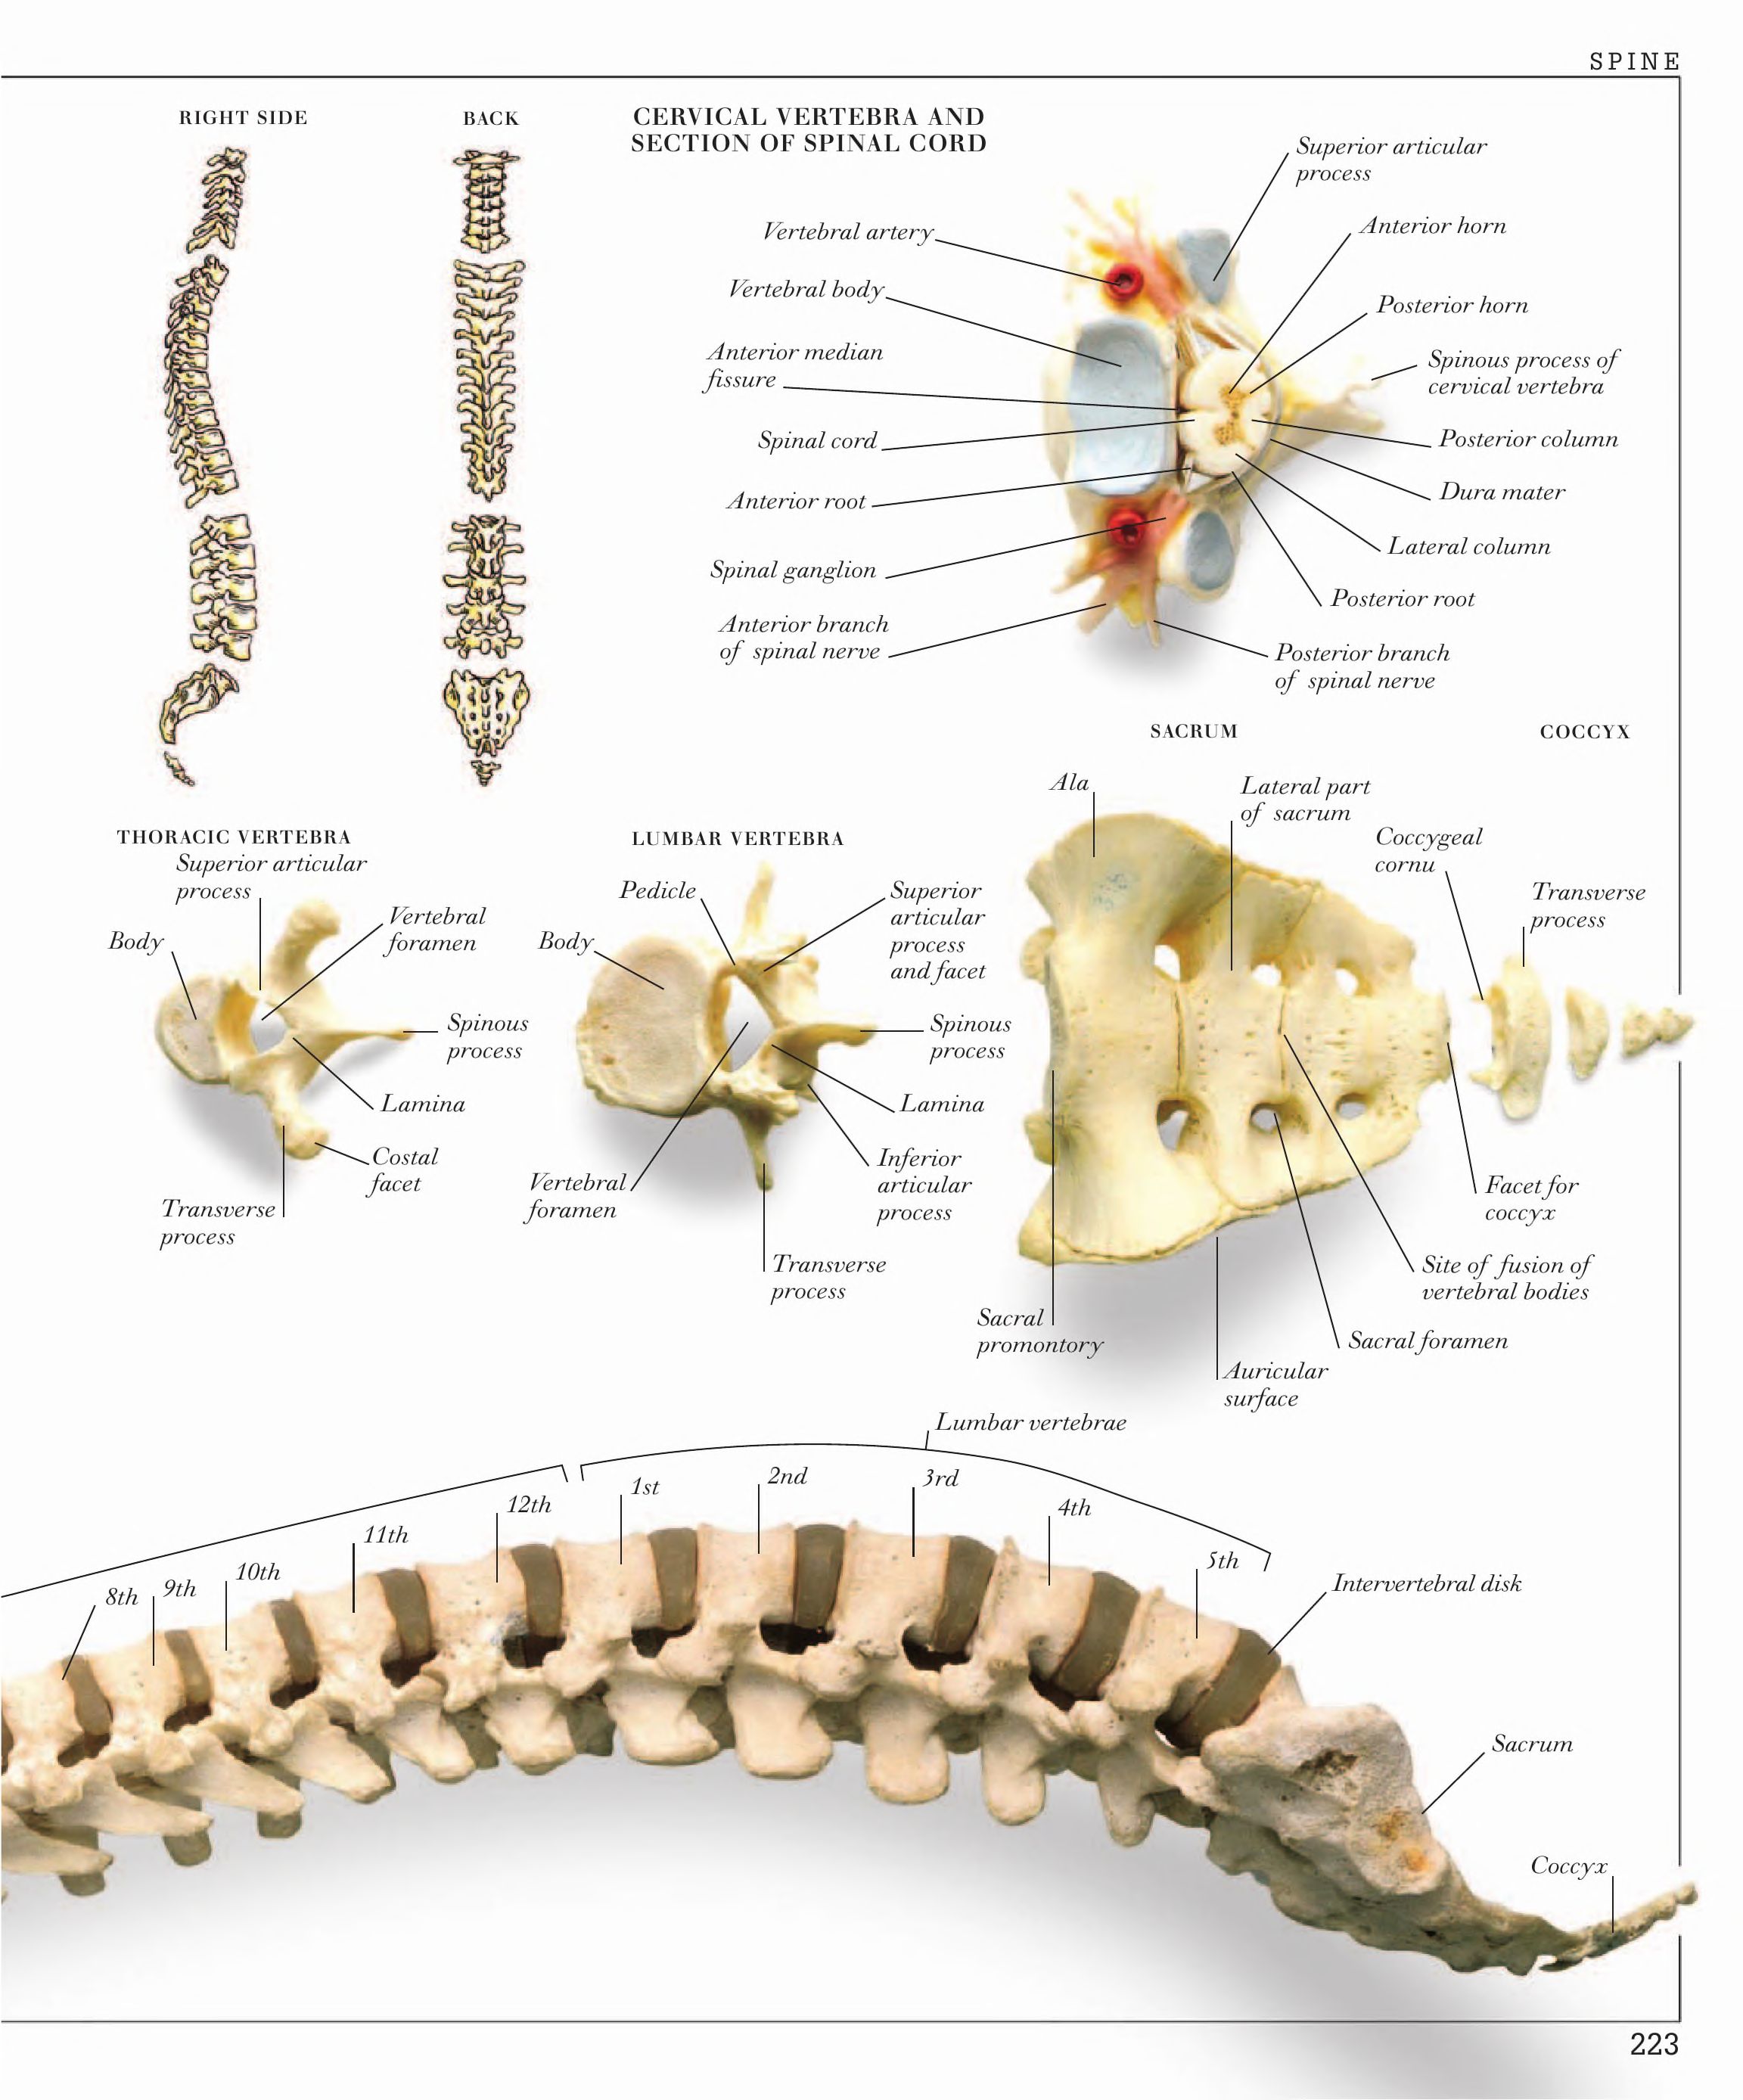 SPINE
RIGHT SIDE
BACK
CERVICAL VERTEBRA AND
SECTION OF SPINAL CORD
Superior articular
process
Vertebral artery
Anterior horn
Vertebral body
Posterior horn
Anterior median
fissure
Spinous process of
cervical vertebra
Spinal cord
Posterior column
Anterior root
Dura mater
Lateral column
Spinal ganglion
Posterior root
Anterior branch
of spinal nerve
Posterior branch
of spinal nerve
SACRUM
COCCYX
Ala
Lateral part
of sacrum
Coccygeal
cornu
Transverse
process
THORACIC VERTEBRA
Superior articular
process
Vertebral
foramen
Body
Spinous
process
Lamina
Costal
facet
Transverse
process
LUMBAR VERTEBRA
Pedicle
Superior
articular
process
and facet
Body
Spinous
process
Lamina
Inferior
articular
process
Vertebral
foramen
Transverse
process
Facet for
coccyx
Site of fusion of
vertebral bodies
Sacral
promontory
Sacral foramen
Auricular
surface
Lumbar vertebrae
8th
9th
10th
11th
12th
1st
2nd
3rd
4th
5th
Intervertebral disk
Sacrum
Coccyx
223